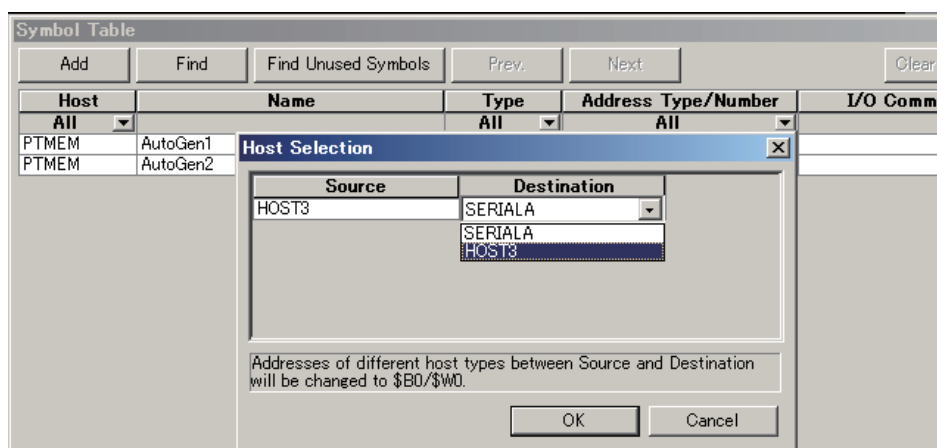 Symbol Table
Add Find Find Unused Symbols Prev. Next Clear
Host Name Type Address Type/Number I/O Comm
All All All
PTMEM AutoGen1
PTMEM AutoGen2
Host Selection
Source Destination
HOST3 SERIALA
SERIALA
HOST3
Addresses of different host types between Source and Destination
will be changed to $B0/$W0.
OK Cancel